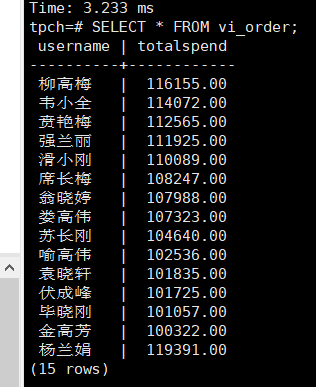 Time: 3.233 ms
tpch=# SELECT * FROM vi_order;
username | totalspend
----------+------------
柳高梅 | 116155.00
韦小全 | 114072.00
贲艳梅 | 112565.00
强兰丽 | 111925.00
滑小刚 | 110089.00
席长梅 | 108247.00
翁晓婷 | 107988.00
娄高伟 | 107323.00
苏长刚 | 104640.00
喻高伟 | 102536.00
袁晓轩 | 101835.00
伏成峰 | 101725.00
毕晓刚 | 101057.00
金高芳 | 100322.00
杨兰娟 | 119391.00
(15 rows)